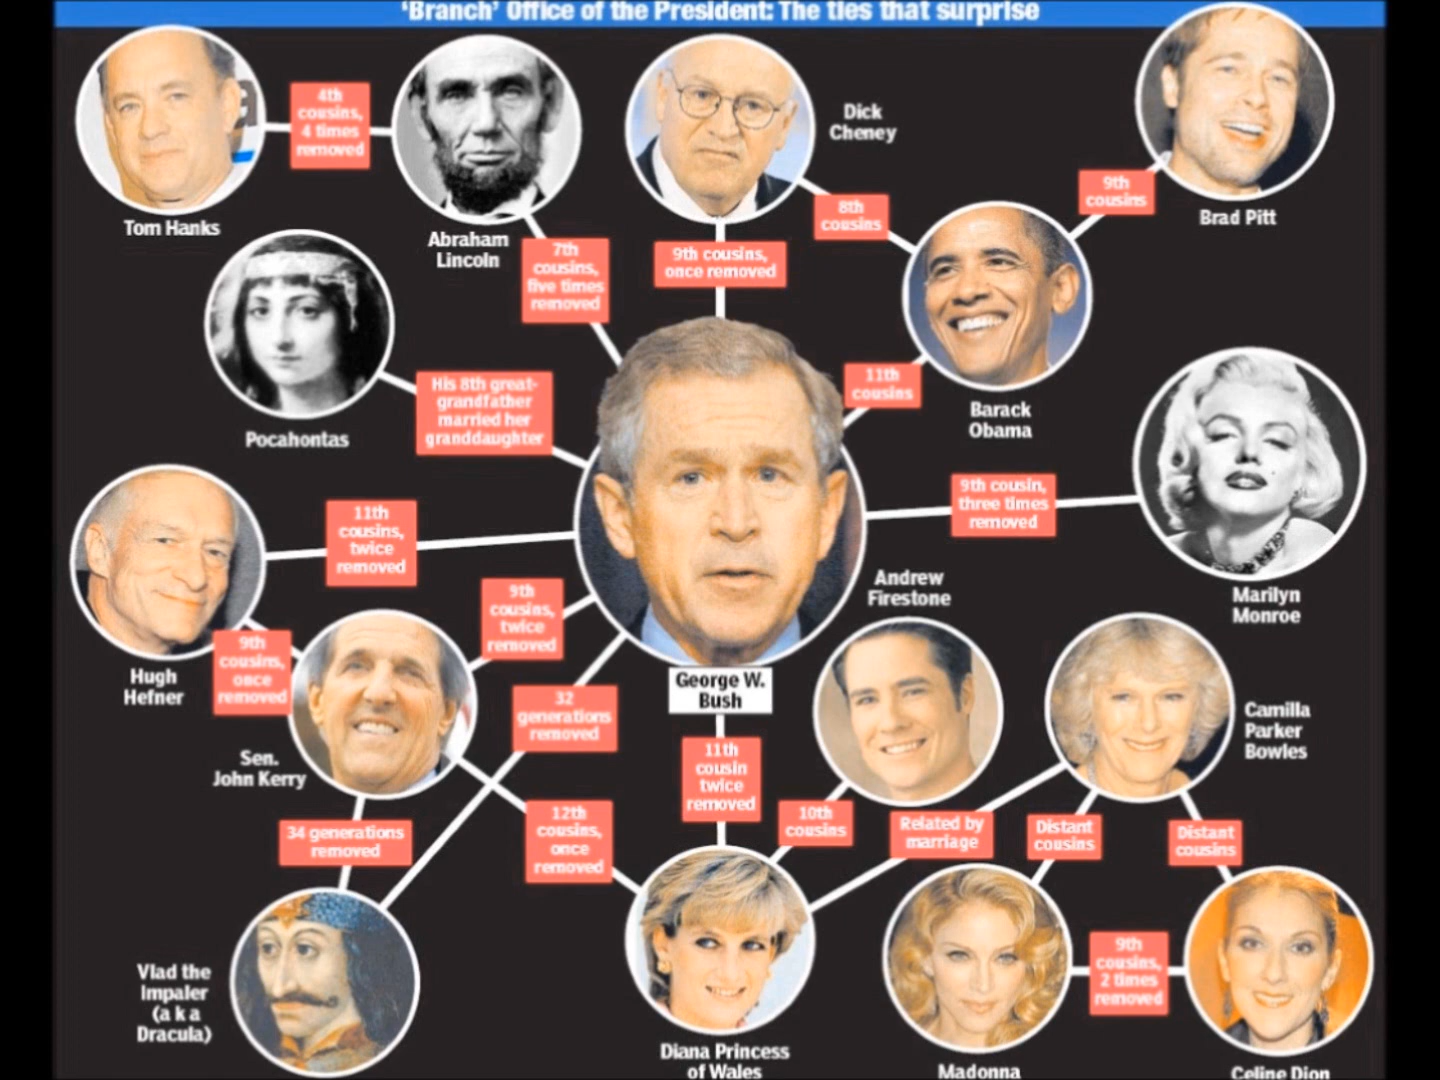 'Branch' Office of the President: The ties that surprise
4th
cousins,
4 times
removed
Tom Hanks
Abraham
Lincoln
Dick
Cheney
8th
cousins
9th
cousins
Brad Pitt
7th
cousins,
five times
removed
9th cousins,
once removed
Pocahontas
His 8th great-
grandfather
married her
granddaughter
11th
cousins
Barack
Obama
9th cousin,
three times
removed
Marilyn
Monroe
11th
cousins,
twice
removed
Hugh
Hefner
9th
cousins,
once
removed
9th
cousins,
twice
removed
Andrew
Firestone
George W.
Bush
32
generations
removed
Sen.
John Kerry
11th
cousin
twice
removed
Camilla
Parker
Bowles
34 generations
removed
12th
cousins,
once
removed
10th
cousins
Related by
marriage
Distant
cousins
Distant
cousins
Vlad the
Impaler
(a k a
Dracula)
9th
cousins,
2 times
removed
Diana Princess
of Wales
Madonna
Celine Dion